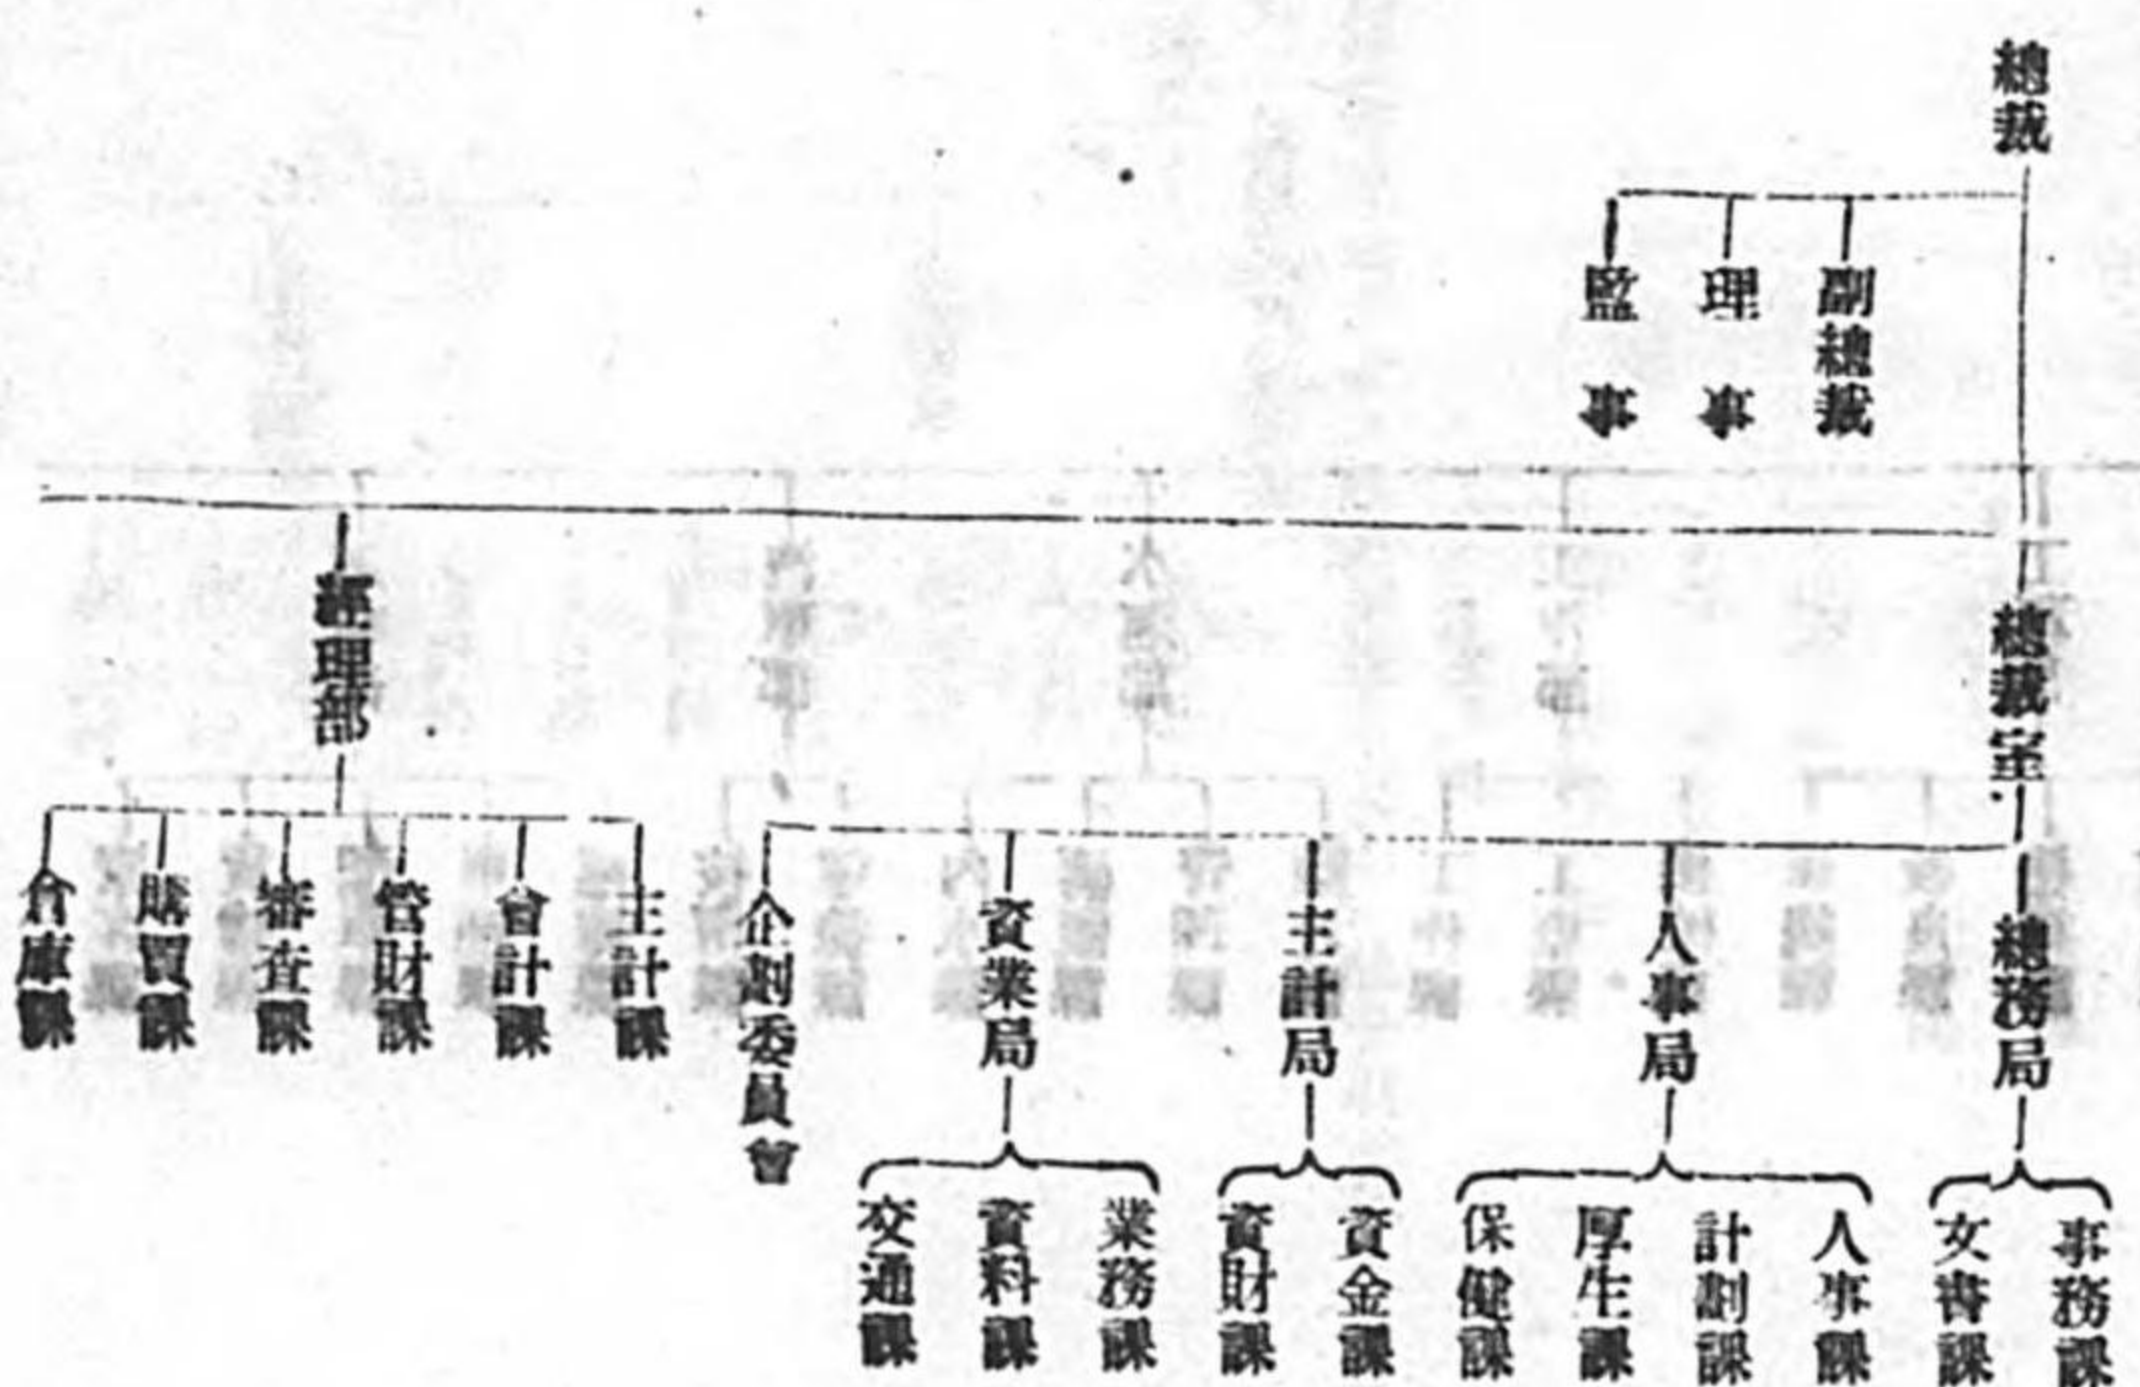 總裁
副總裁
理事
監事
總裁室
總務局
事務課
文書課
人事局
人事課
計劃課
厚生課
保健課
主計局
資金課
資財課
資業局
業務課
資料課
交通課
企劃委員會
經理部
主計課
會計課
管財課
審査課
購買課
倉庫課